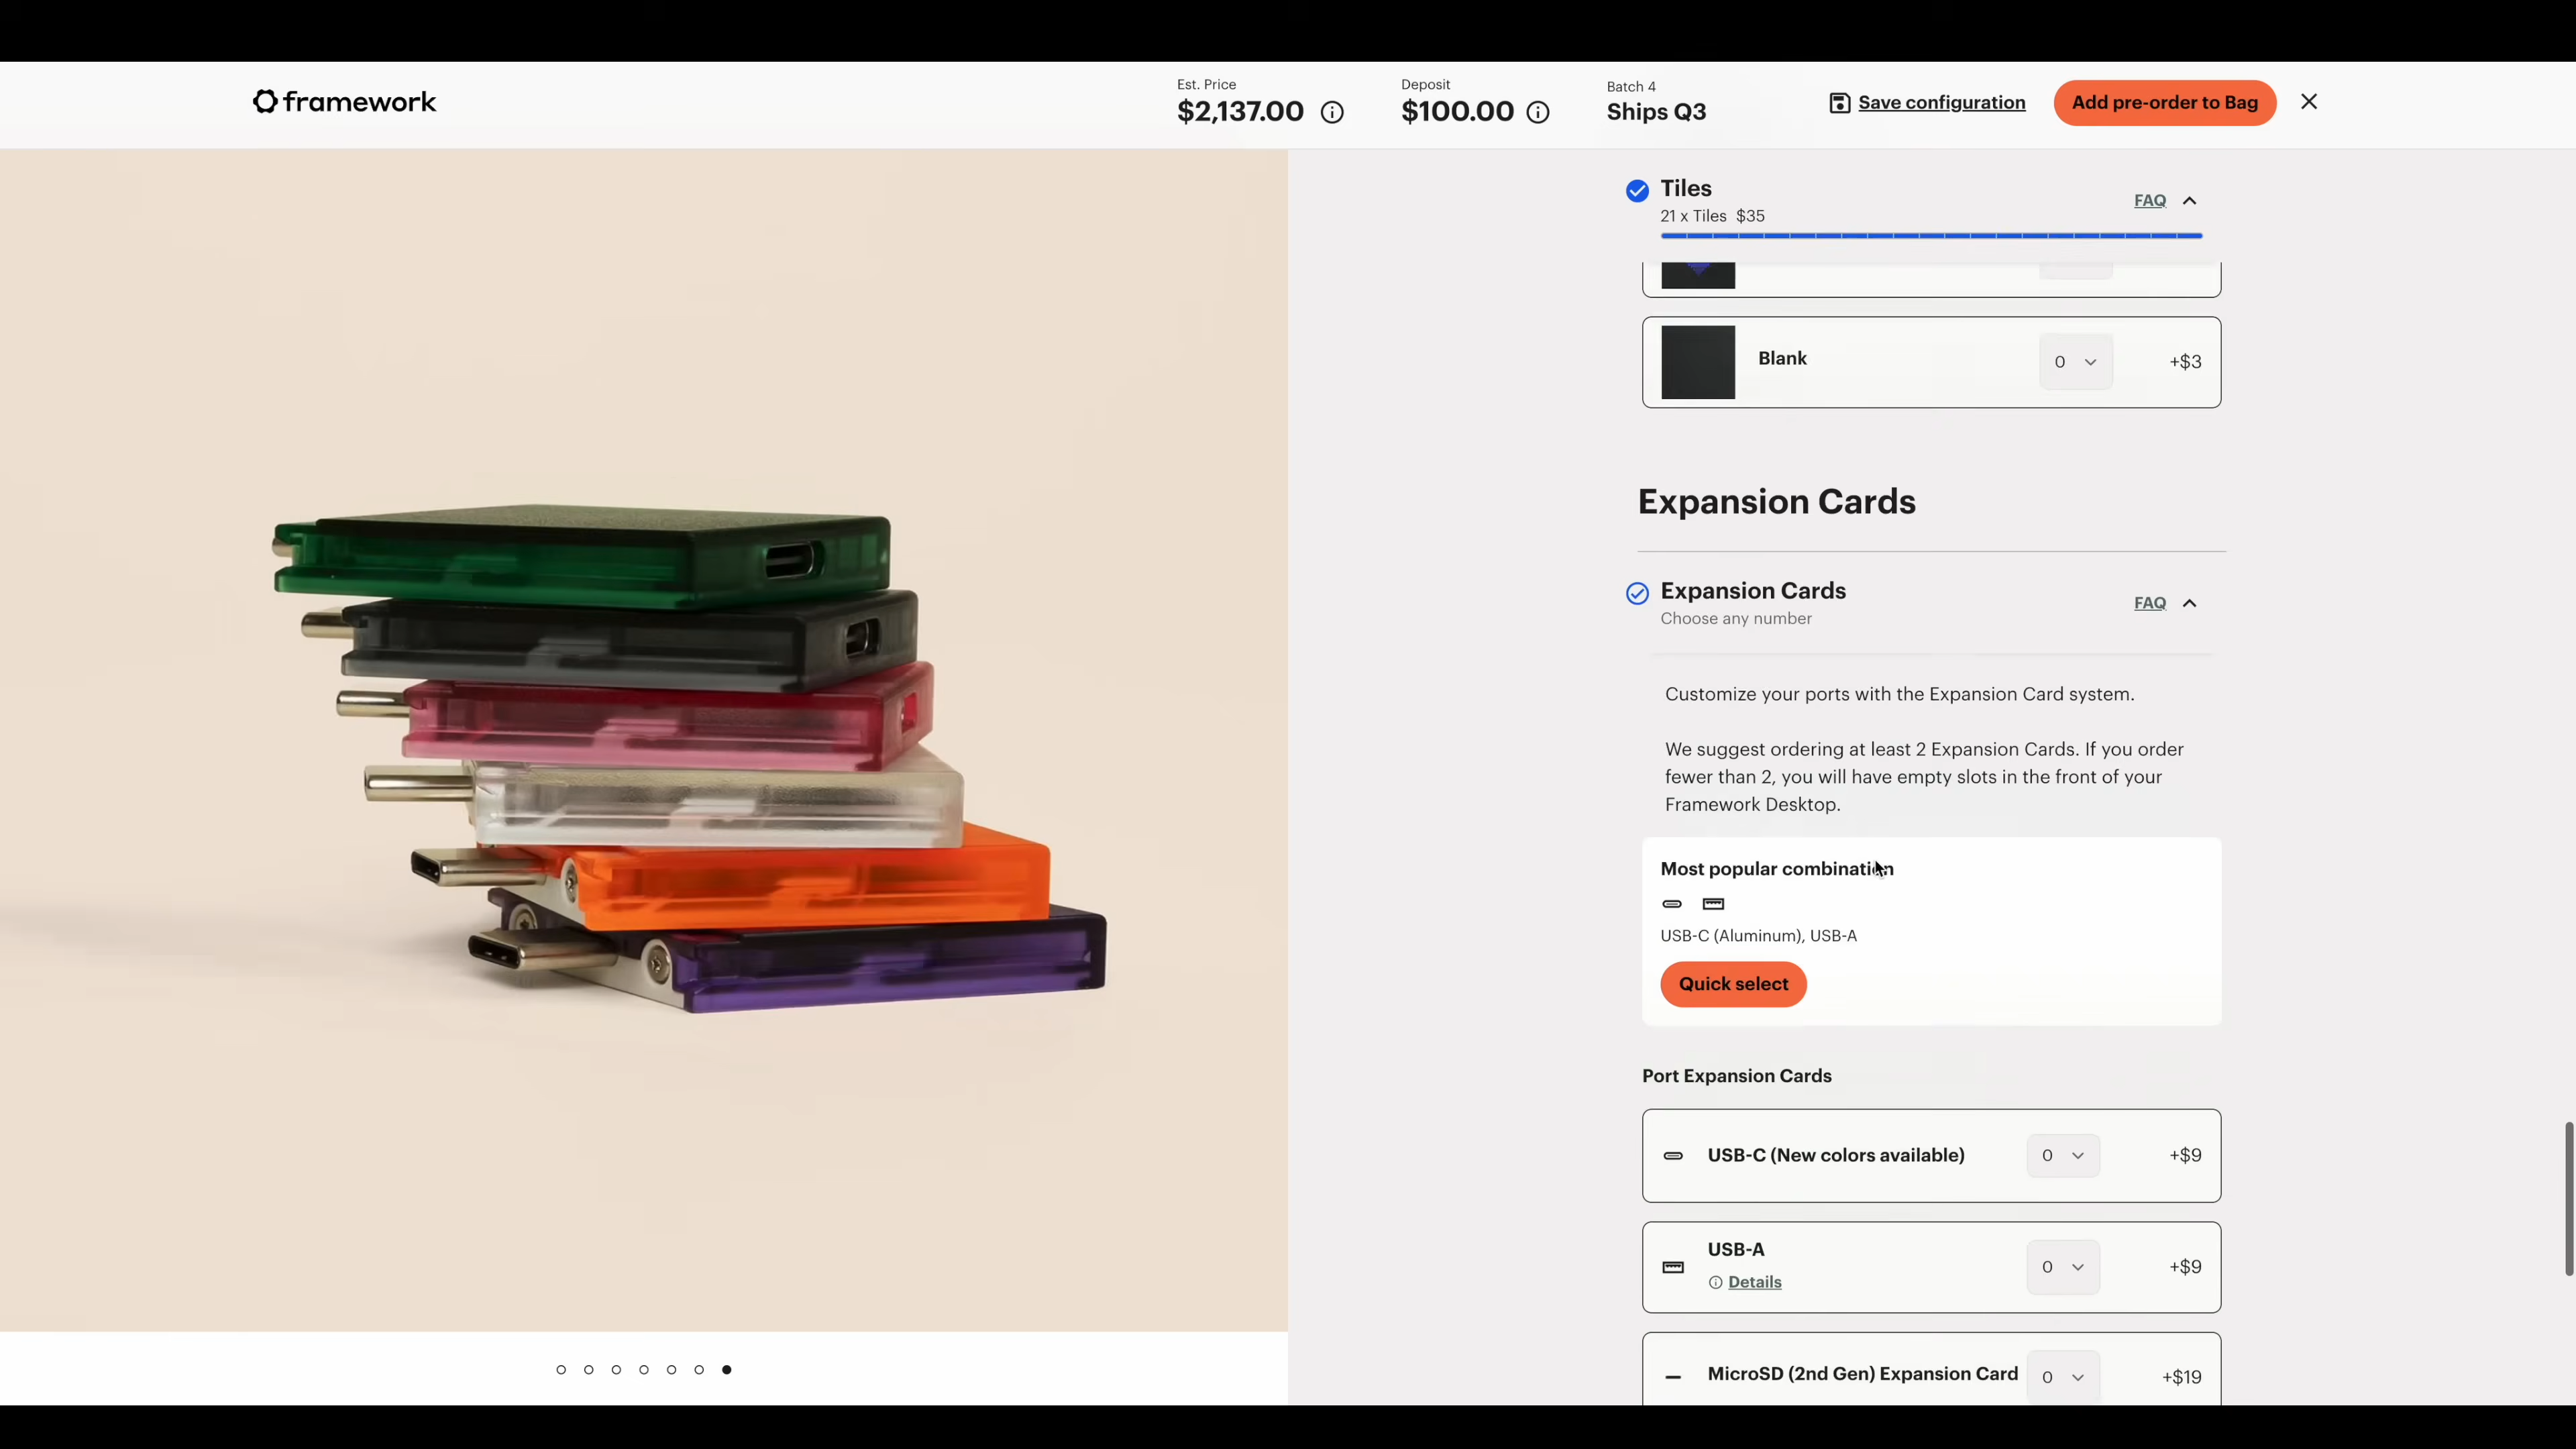 framework
Est. Price
$2,137.00
Deposit
$100.00
Batch 4
Ships Q3
Save configuration
Add pre-order to Bag
Tiles
21 x Tiles $35
FAQ
Blank
0
+$3
Expansion Cards
Expansion Cards
Choose any number
FAQ
Customize your ports with the Expansion Card system.
We suggest ordering at least 2 Expansion Cards. If you order
fewer than 2, you will have empty slots in the front of your
Framework Desktop.
Most popular combination
USB-C (Aluminum), USB-A
Quick select
Port Expansion Cards
USB-C (New colors available)
0
+$9
USB-A
Details
0
+$9
MicroSD (2nd Gen) Expansion Card
0
+$19